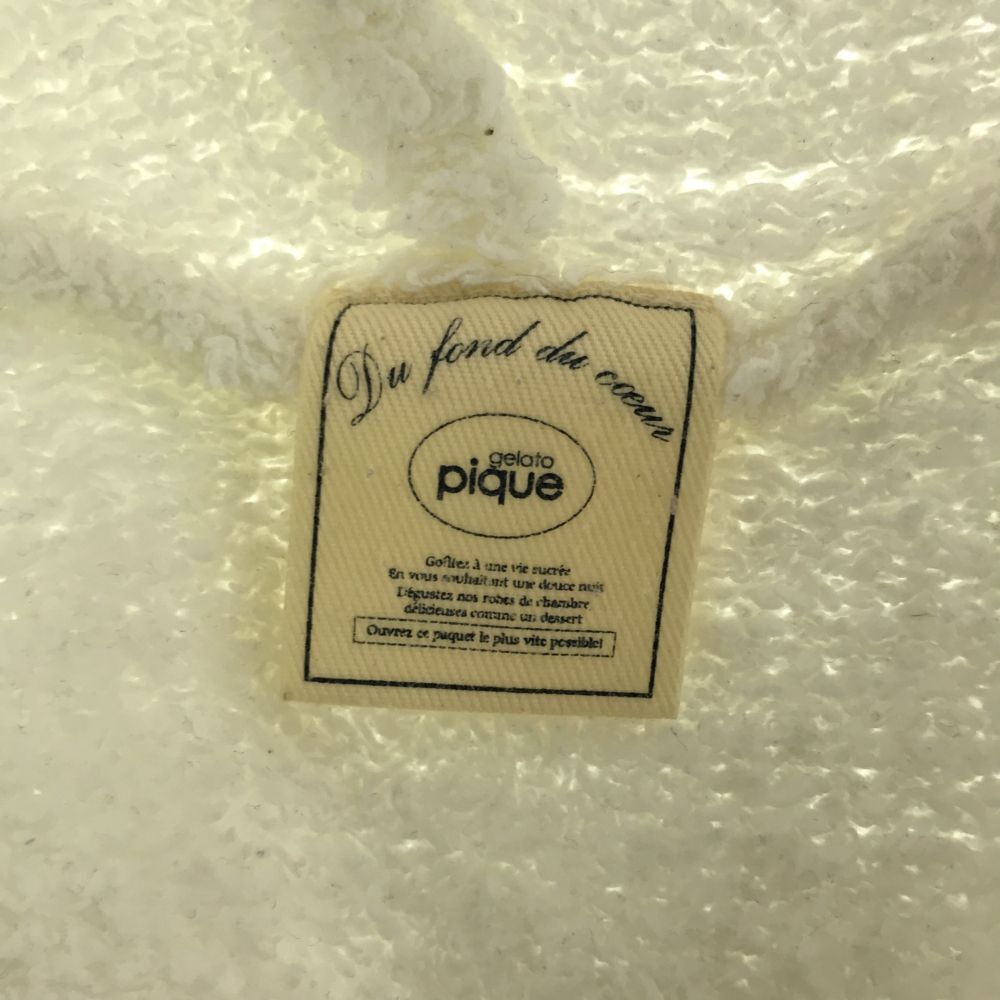 Du fond du cœur
gelato
pique
Goûtez à une vie sucrée
En vous souhaitant une douce nuit
Dégustez nos robes de chambre
délicieuses comme un dessert
Ouvrez ce paquet le plus vite possible!